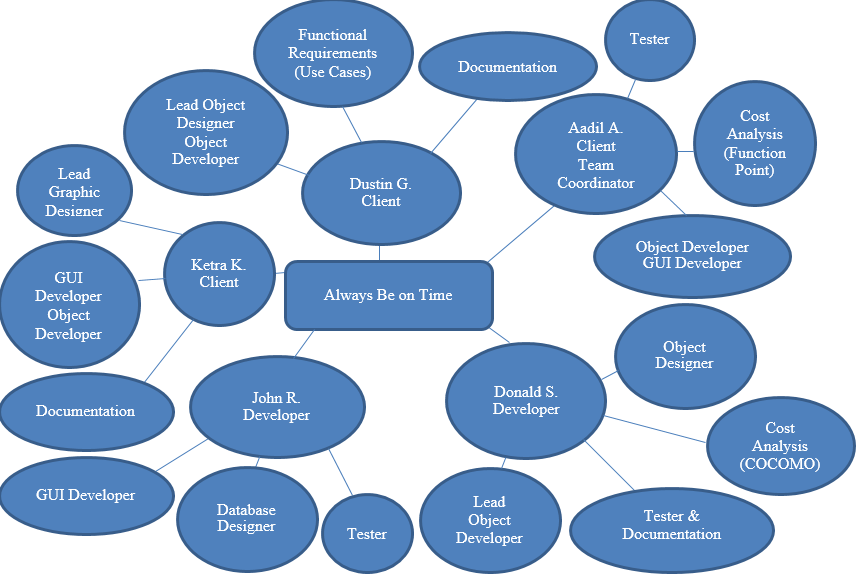 Functional
Requirements
(Use Cases)
Documentation
Tester
Lead Object
Designer
Object
Developer
Aadil A.
Client
Team
Coordinator
Cost
Analysis
(Function
Point)
Lead
Graphic
Designer
Dustin G.
Client
Object Developer
GUI Developer
Ketra K.
Client
GUI
Developer
Object
Developer
Always Be on Time
Object
Designer
Documentation
John R.
Developer
Donald S.
Developer
Cost
Analysis
(COCOMO)
GUI Developer
Database
Designer
Tester
Lead
Object
Developer
Tester &
Documentation